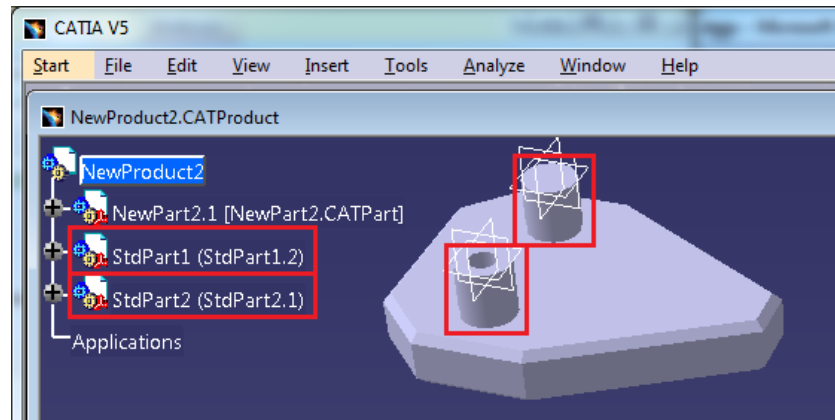 CATIA V5
Start File Edit View Insert Tools Analyze Window Help
NewProduct2.CATProduct
NewProduct2
NewPart2.1 [NewPart2.CATPart]
StdPart1 (StdPart1.2)
StdPart2 (StdPart2.1)
Applications